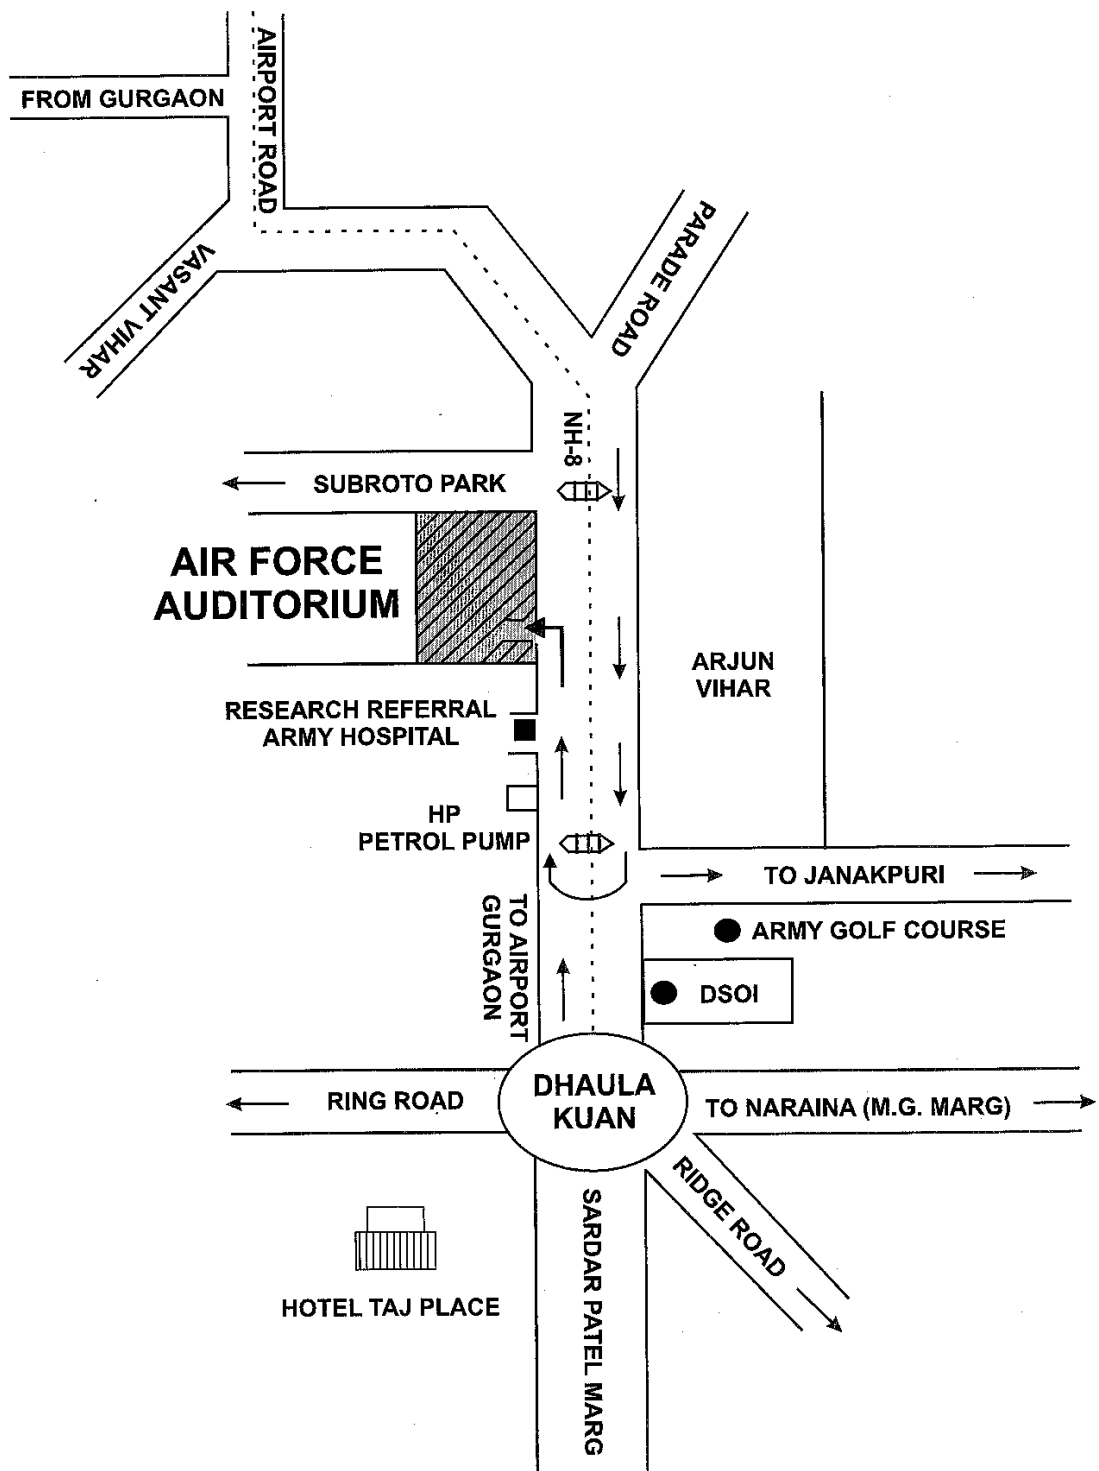 AIRPORT ROAD
FROM GURGAON
VASANT VIHAR
PARADE ROAD
NH-8
SUBROTO PARK
AIR FORCE
AUDITORIUM
ARJUN
VIHAR
RESEARCH REFERRAL
ARMY HOSPITAL
HP
PETROL PUMP
TO JANAKPURI
TO AIRPORT
GURGAON
ARMY GOLF COURSE
DSOI
DHAULA
KUAN
RING ROAD
TO NARAINA (M.G. MARG)
RIDGE ROAD
SARDAR PATEL MARG
HOTEL TAJ PLACE